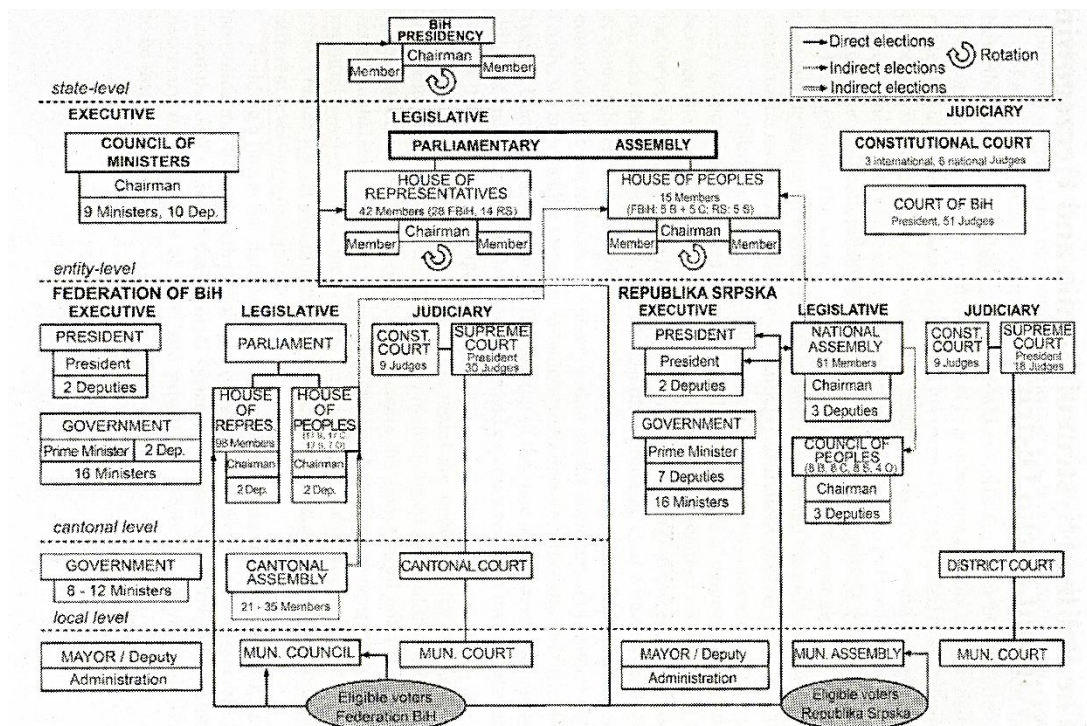 BiH
PRESIDENCY
Chairman
Member
Member
Direct elections
Rotation
Indirect elections
Indirect elections
state-level
EXECUTIVE
LEGISLATIVE
JUDICIARY
COUNCIL OF
MINISTERS
Chairman
9 Ministers, 10 Dep.
PARLIAMENTARY ASSEMBLY
CONSTITUTIONAL COURT
3 international, 6 national Judges
HOUSE OF
REPRESENTATIVES
42 Members (28 FBiH, 14 RS)
Chairman
Member
Member
HOUSE OF PEOPLES
15 Members
(FBiH: 5 B + 5 C; RS: 5 S)
Chairman
Member
Member
COURT OF BiH
President, 51 Judges
entity-level
FEDERATION OF BiH
EXECUTIVE
LEGISLATIVE
JUDICIARY
PRESIDENT
President
2 Deputies
PARLIAMENT
CONST.
COURT
9 Judges
SUPREME
COURT
President
30 Judges
HOUSE
OF
REPRES.
98 Members
Chairman
2 Dep.
HOUSE
OF
PEOPLES
Chairman
2 Dep.
GOVERNMENT
Prime Minister
2 Dep.
16 Ministers
REPUBLIKA SRPSKA
EXECUTIVE
LEGISLATIVE
JUDICIARY
PRESIDENT
President
2 Deputies
NATIONAL
ASSEMBLY
Members
Chairman
3 Deputies
CONST.
COURT
9 Judges
SUPREME
COURT
President
18 Judges
GOVERNMENT
Prime Minister
7 Deputies
16 Ministers
COUNCIL OF
PEOPLES
(8 B, 8 C, 8 S, 4 O)
Chairman
3 Deputies
cantonal level
GOVERNMENT
8 - 12 Ministers
CANTONAL
ASSEMBLY
21 - 35 Members
CANTONAL COURT
DISTRICT COURT
local level
MAYOR / Deputy
Administration
MUN. COUNCIL
MUN. COURT
MAYOR / Deputy
Administration
MUN. ASSEMBLY
MUN. COURT
Eligible voters
Federation BiH
Eligible voters
Republika Srpska